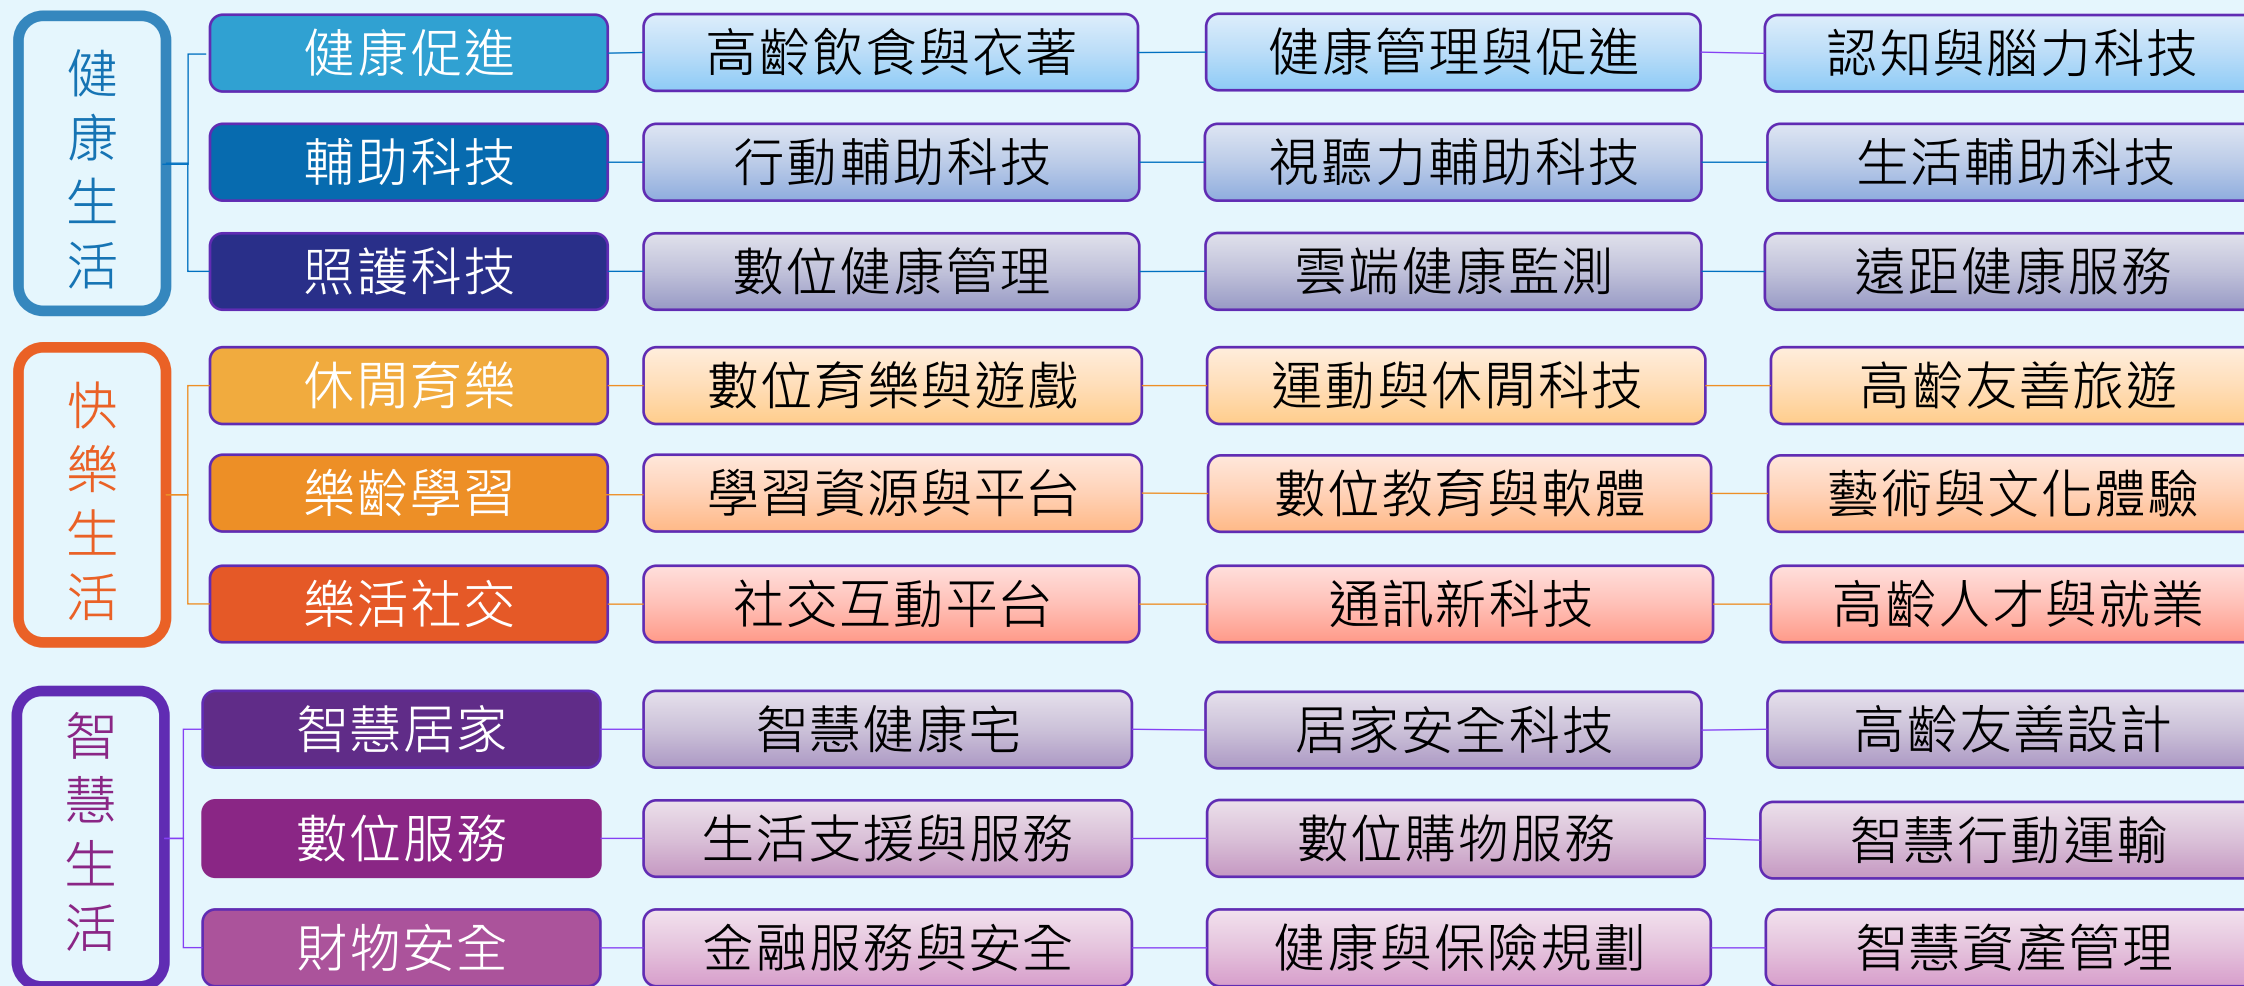 健康生活
健康促進 高齡飲食與衣著 健康管理與促進 認知與腦力科技
輔助科技 行動輔助科技 視聽力輔助科技 生活輔助科技
照護科技 數位健康管理 雲端健康監測 遠距健康服務
快樂生活
休閒育樂 數位育樂與遊戲 運動與休閒科技 高齡友善旅遊
樂齡學習 學習資源與平台 數位教育與軟體 藝術與文化體驗
樂活社交 社交互動平台 通訊新科技 高齡人才與就業
智慧生活
智慧居家 智慧健康宅 居家安全科技 高齡友善設計
數位服務 生活支援與服務 數位購物服務 智慧行動運輸
財物安全 金融服務與安全 健康與保險規劃 智慧資產管理